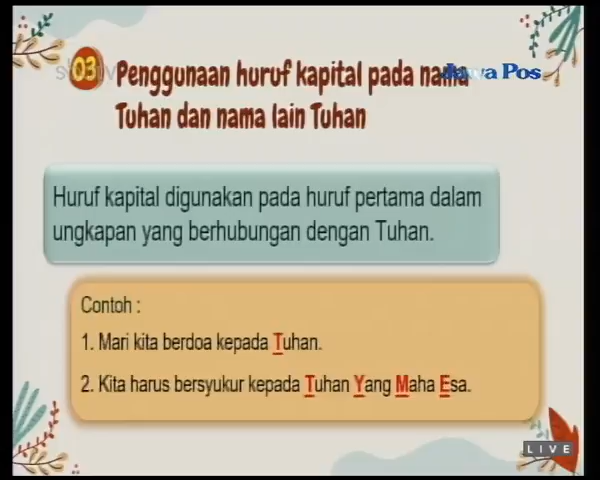 03 Penggunaan huruf kapital pada nama
Jawa Pos
Tuhan dan nama lain Tuhan
Huruf kapital digunakan pada huruf pertama dalam
ungkapan yang berhubungan dengan Tuhan.
Contoh :
1. Mari kita berdoa kepada Tuhan.
2. Kita harus bersyukur kepada Tuhan Yang Maha Esa.
LIVE